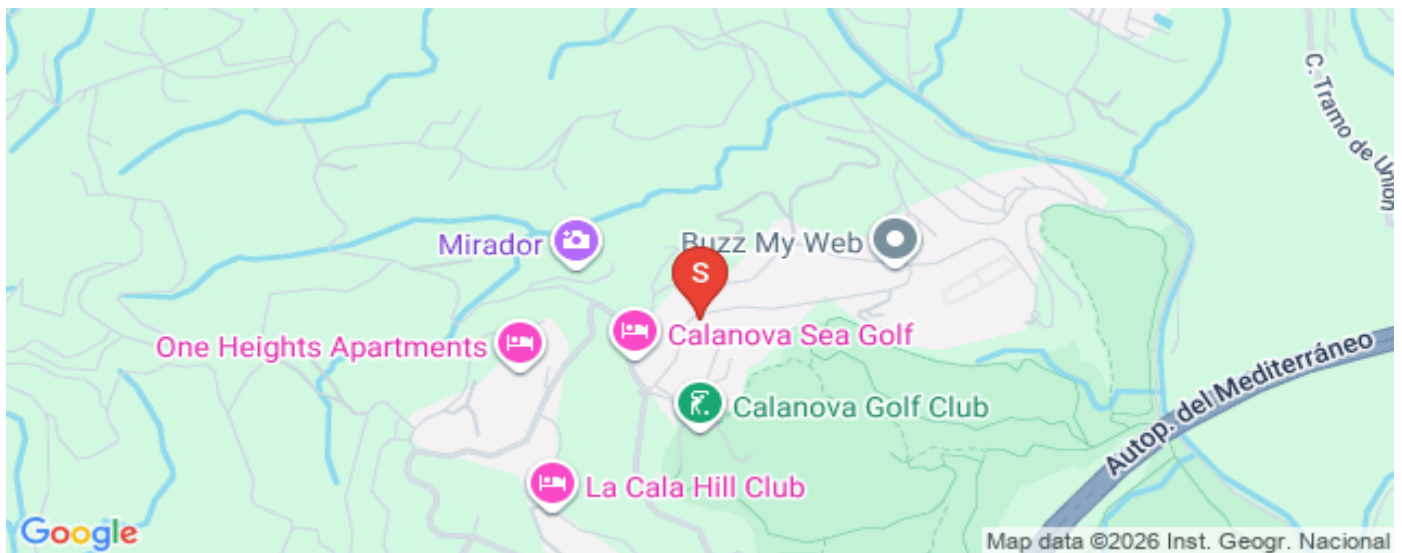 C. Tramo de Unión
Mirador
Buzz My Web
S
Calanova Sea Golf
One Heights Apartments
Autop. del Mediterráneo
Calanova Golf Club
La Cala Hill Club
Google
Map data ©2026 Inst. Geogr. Nacional